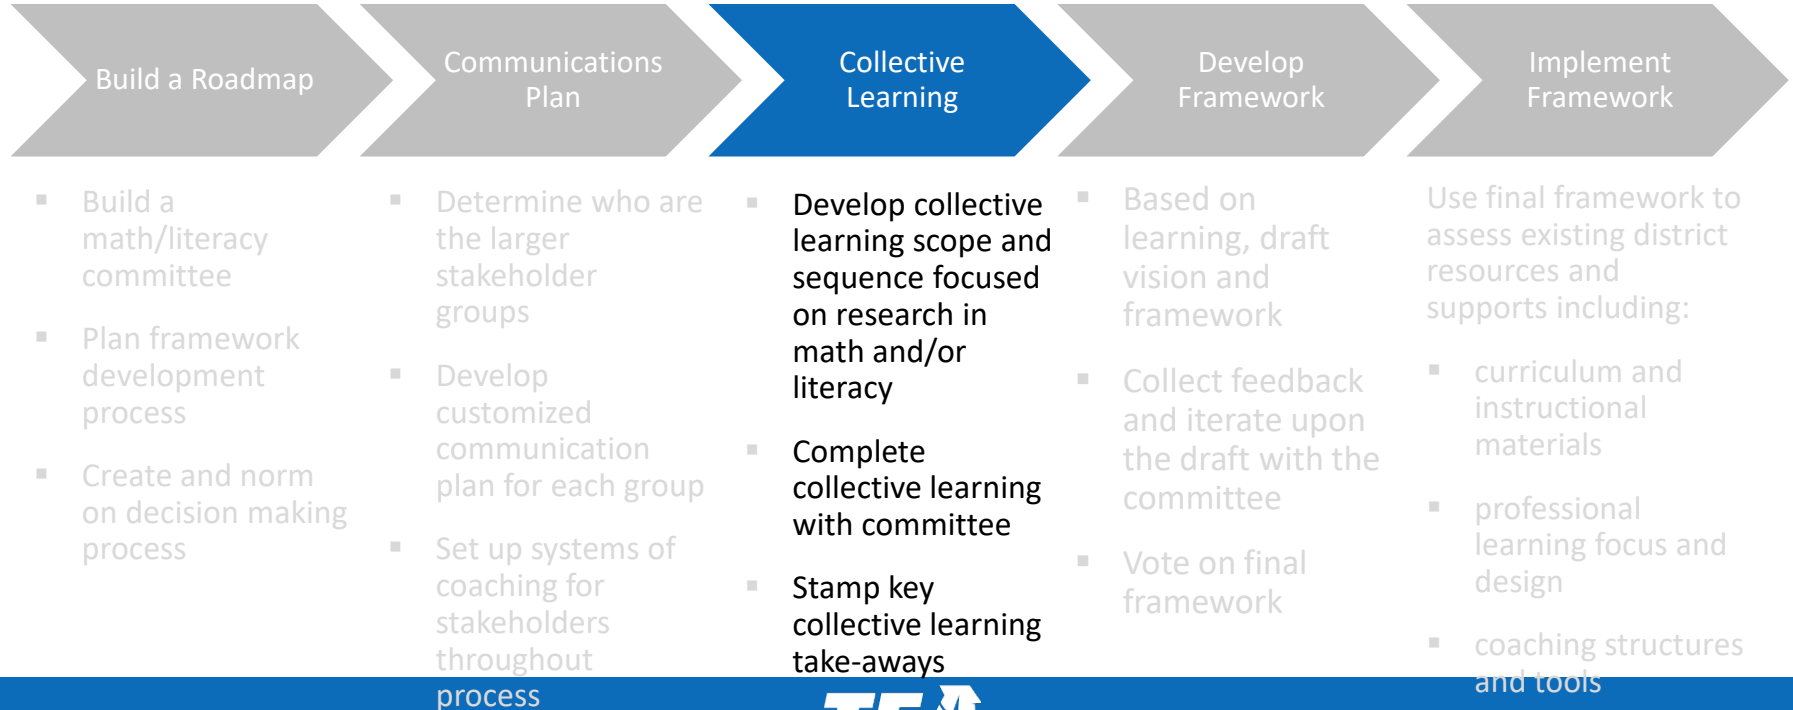 Build a Roadmap
Communications
Plan
Collective
Learning
Develop
Framework
Implement
Framework
▪ Build a
math/literacy
committee
▪ Plan framework
development
process
▪ Create and norm
on decision making
process
▪ Determine who are
the larger
stakeholder
groups
▪ Develop
customized
communication
plan for each group
▪ Set up systems of
coaching for
stakeholders
throughout
process
▪ Develop collective
learning scope and
sequence focused
on research in
math and/or
literacy
▪ Complete
collective learning
with committee
▪ Stamp key
collective learning
take-aways
▪ Based on
learning, draft
vision and
framework
▪ Collect feedback
and iterate upon
the draft with the
committee
▪ Vote on final
framework
Use final framework to
assess existing district
resources and
supports including:
▪ curriculum and
instructional
materials
▪ professional
learning focus and
design
▪ coaching structures
and tools
TEA